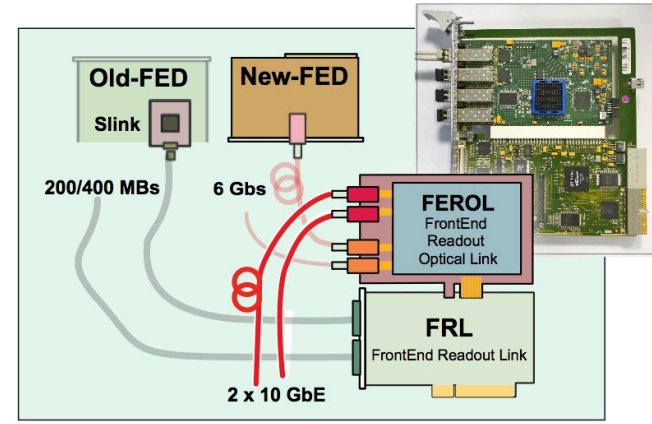 Old-FED
New-FED
Slink
200/400 MBs
6 Gbs
FEROL
FrontEnd
Readout
Optical Link
FRL
FrontEnd Readout Link
2 x 10 GbE